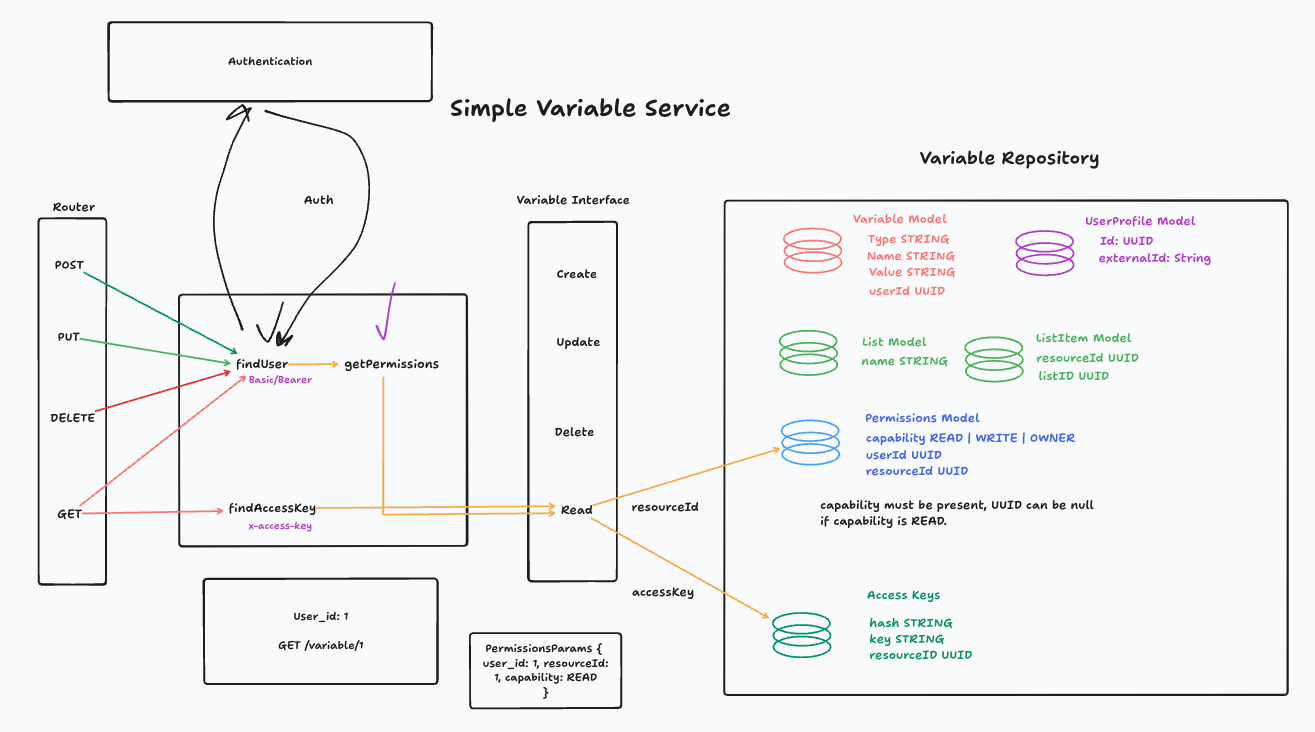 Authentication
Simple Variable Service
Variable Repository
Auth
Router
POST
PUT
DELETE
GET
findUser
Basic/Bearer
getPermissions
findAccessKey
x-access-key
User_id: 1
GET /variable/1
Variable Interface
Create
Update
Delete
Read
resourceId
accessKey
PermissionsParams {
user_id: 1, resourceId:
1, capability: READ
}
Variable Model
Type STRING
Name STRING
Value STRING
userId UUID
UserProfile Model
Id: UUID
externalId: String
List Model
name STRING
ListItem Model
resourceId UUID
listID UUID
Permissions Model
capability READ | WRITE | OWNER
userId UUID
resourceId UUID
capability must be present, UUID can be null
if capability is READ.
Access Keys
hash STRING
key STRING
resourceID UUID